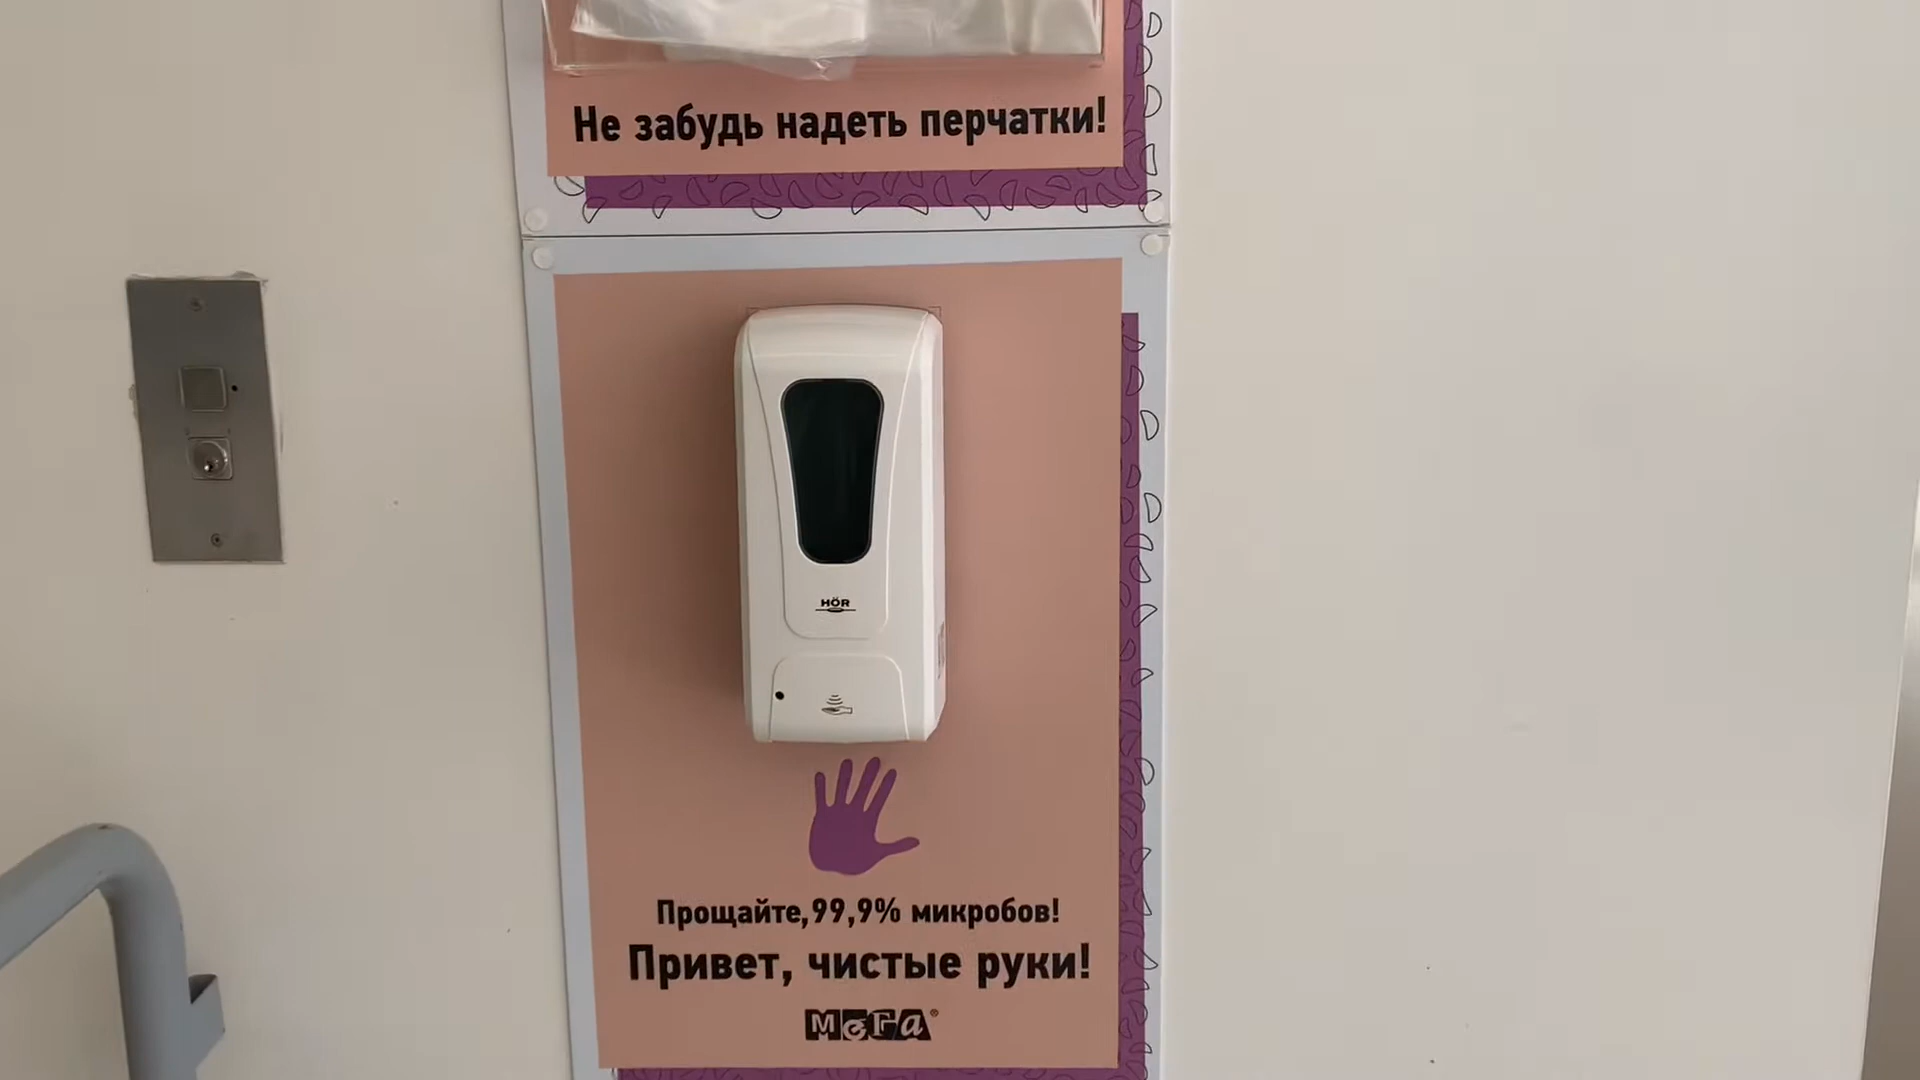 Не забудь надеть перчатки!
HÖR
Прощайте, 99,9% микробов!
Привет, чистые руки!
Мега®